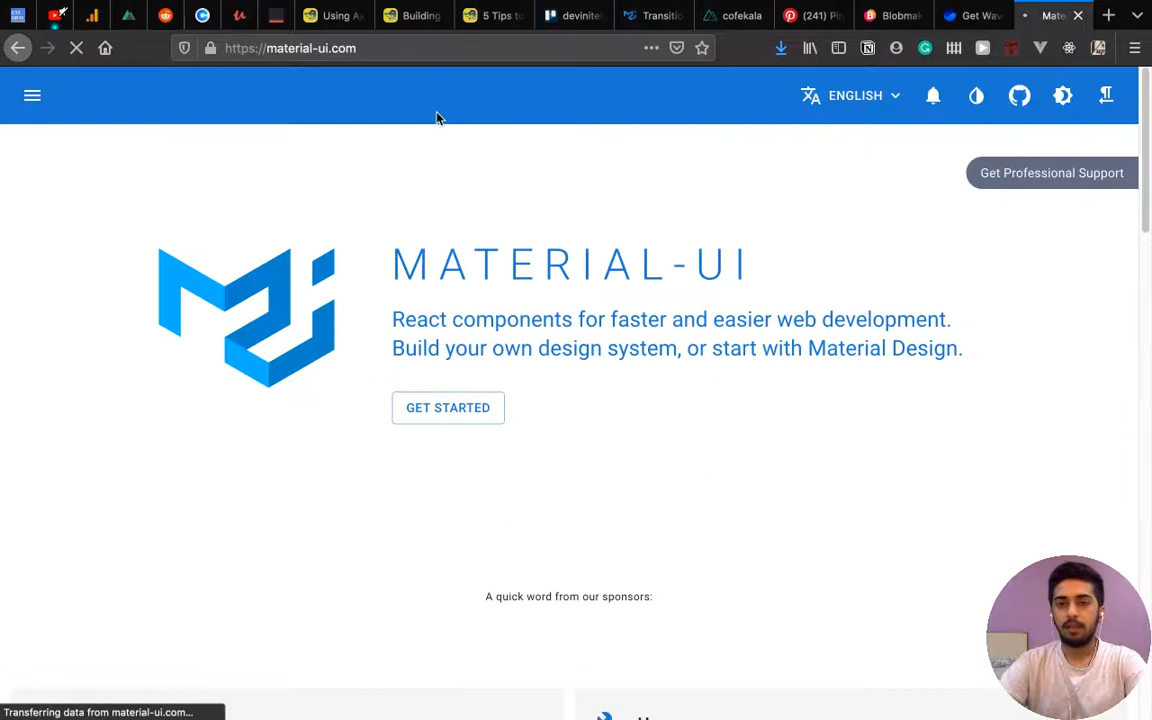 Using Ax
Building
5 Tips to
devinitel
Transitio
cofekala
(241) Pi
Blobmak
Get Wav
Mate
https://material-ui.com
ENGLISH
Get Professional Support
MATERIAL-UI
React components for faster and easier web development.
Build your own design system, or start with Material Design.
GET STARTED
A quick word from our sponsors:
Transferring data from material-ui.com...